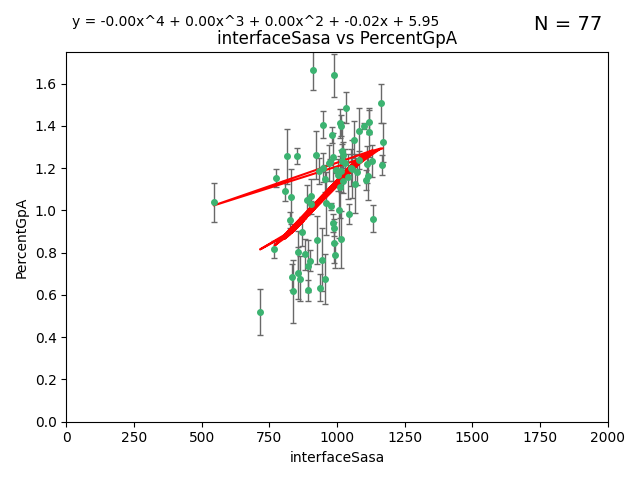 y = -0.00x^4 + 0.00x^3 + 0.00x^2 + -0.02x + 5.95
N = 77
interfaceSasa vs PercentGpA
PercentGpA
1.6
1.4
1.2
1.0
0.8
0.6
0.4
0.2
0.0
0 250 500 750 1000 1250 1500 1750 2000
interfaceSasa